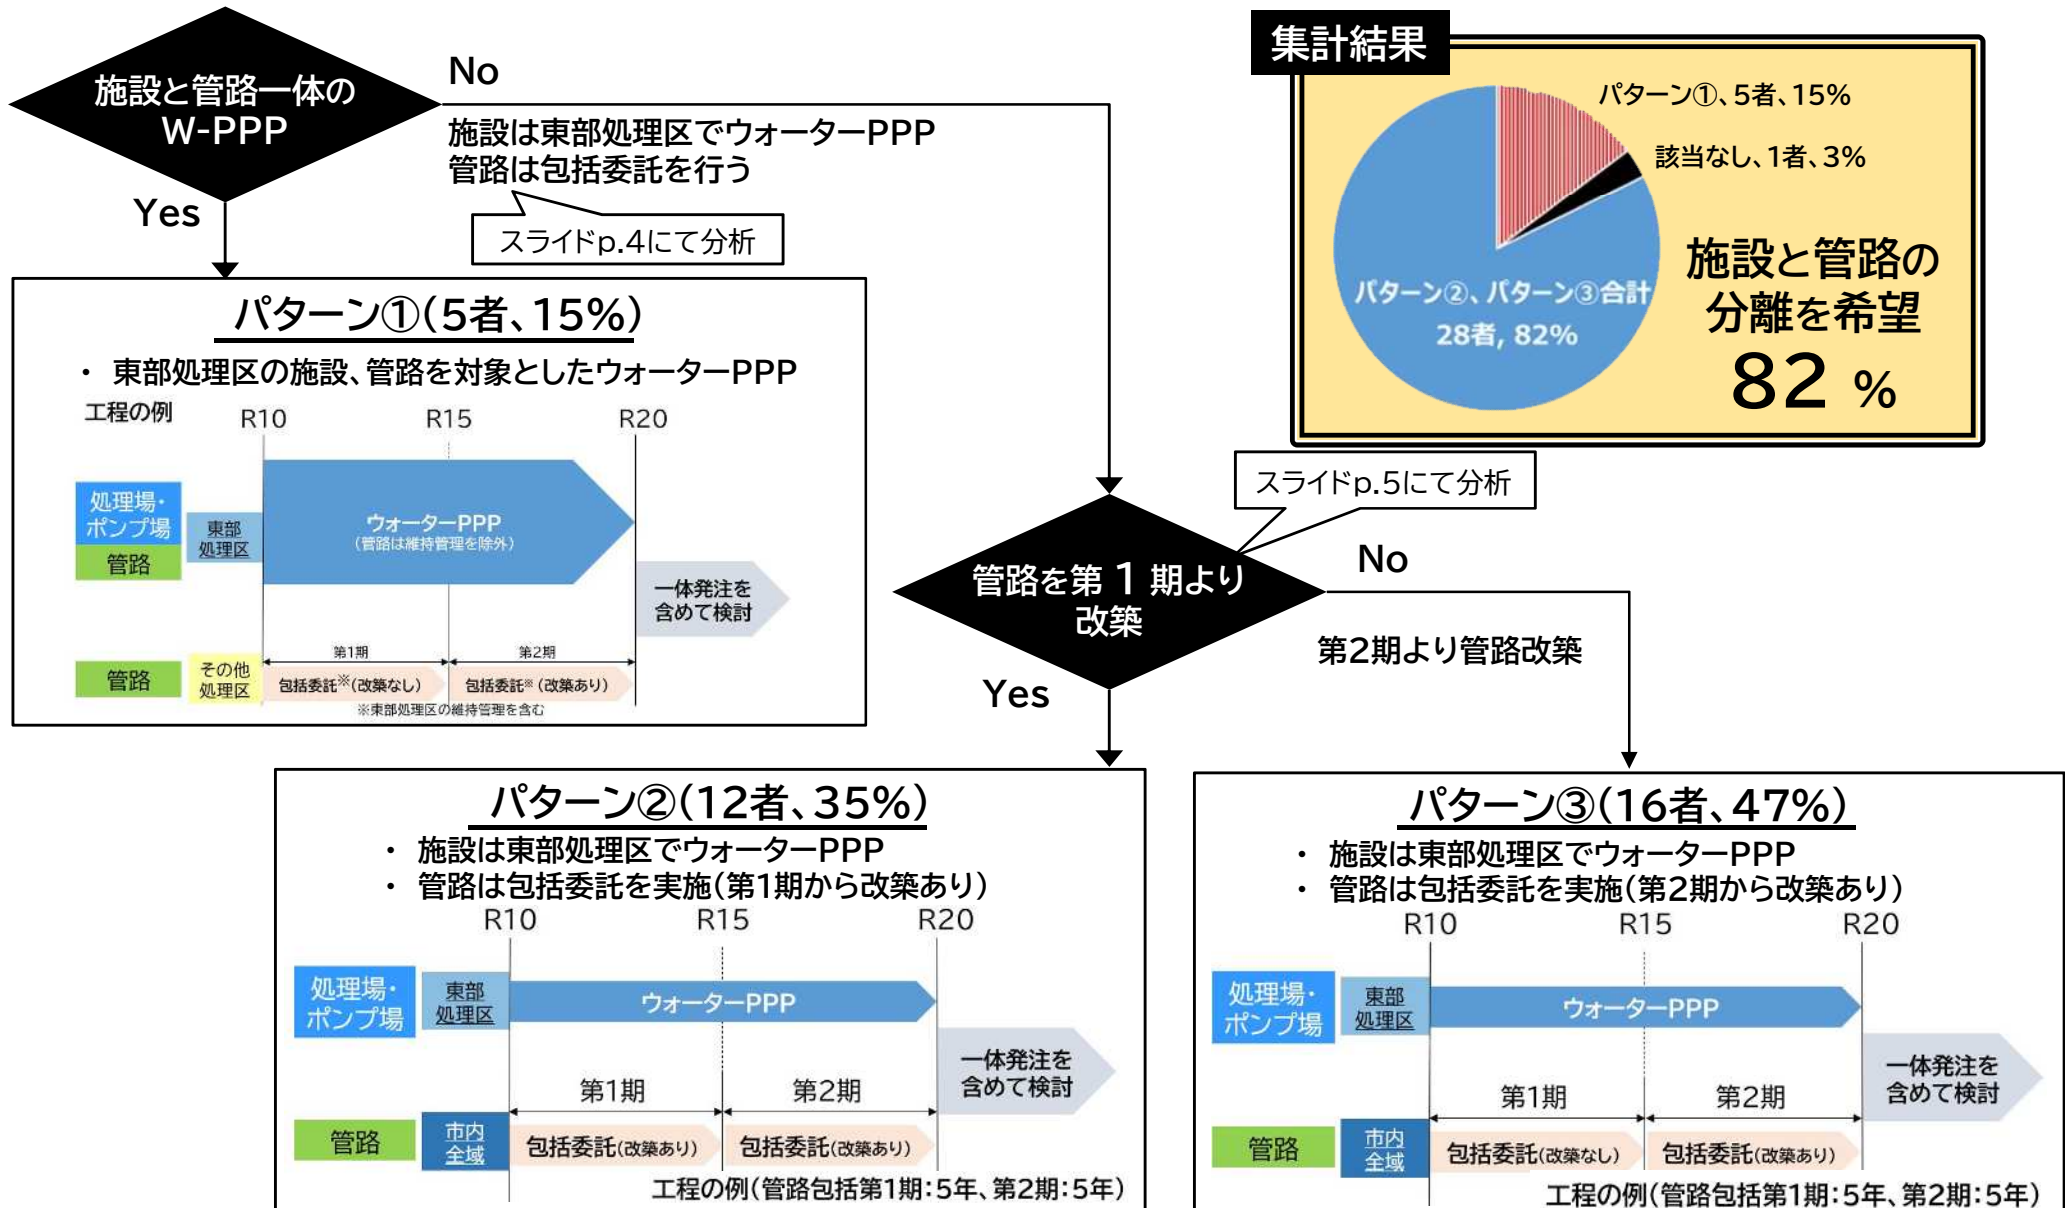 施設と管路一体の
W-PPP
No
施設は東部処理区でウォーターPPP
管路は包括委託を行う
スライドp.4にて分析
Yes
集計結果
パターン①、5者、15%
該当なし、1者、3%
パターン②、パターン③合計
28者, 82%
施設と管路の
分離を希望
82 %
パターン①(5者、15%)
・ 東部処理区の施設、管路を対象としたウォーターPPP
工程の例
R10
R15
R20
処理場・
ポンプ場
管路
東部
処理区
ウォーターPPP
(管路は維持管理を除外)
一体発注を
含めて検討
第1期
第2期
管路
その他
処理区
包括委託※(改築なし)
包括委託※(改築あり)
※東部処理区の維持管理を含む
スライドp.5にて分析
管路を第1期より
改築
No
第2期より管路改築
Yes
パターン②(12者、35%)
・ 施設は東部処理区でウォーターPPP
・ 管路は包括委託を実施(第1期から改築あり)
R10
R15
R20
処理場・
ポンプ場
東部
処理区
ウォーターPPP
一体発注を
含めて検討
第1期
第2期
管路
市内
全域
包括委託(改築あり)
包括委託(改築あり)
工程の例(管路包括第1期:5年、第2期:5年)
パターン③(16者、47%)
・ 施設は東部処理区でウォーターPPP
・ 管路は包括委託を実施(第2期から改築あり)
R10
R15
R20
処理場・
ポンプ場
東部
処理区
ウォーターPPP
一体発注を
含めて検討
第1期
第2期
管路
市内
全域
包括委託(改築なし)
包括委託(改築あり)
工程の例(管路包括第1期:5年、第2期:5年)